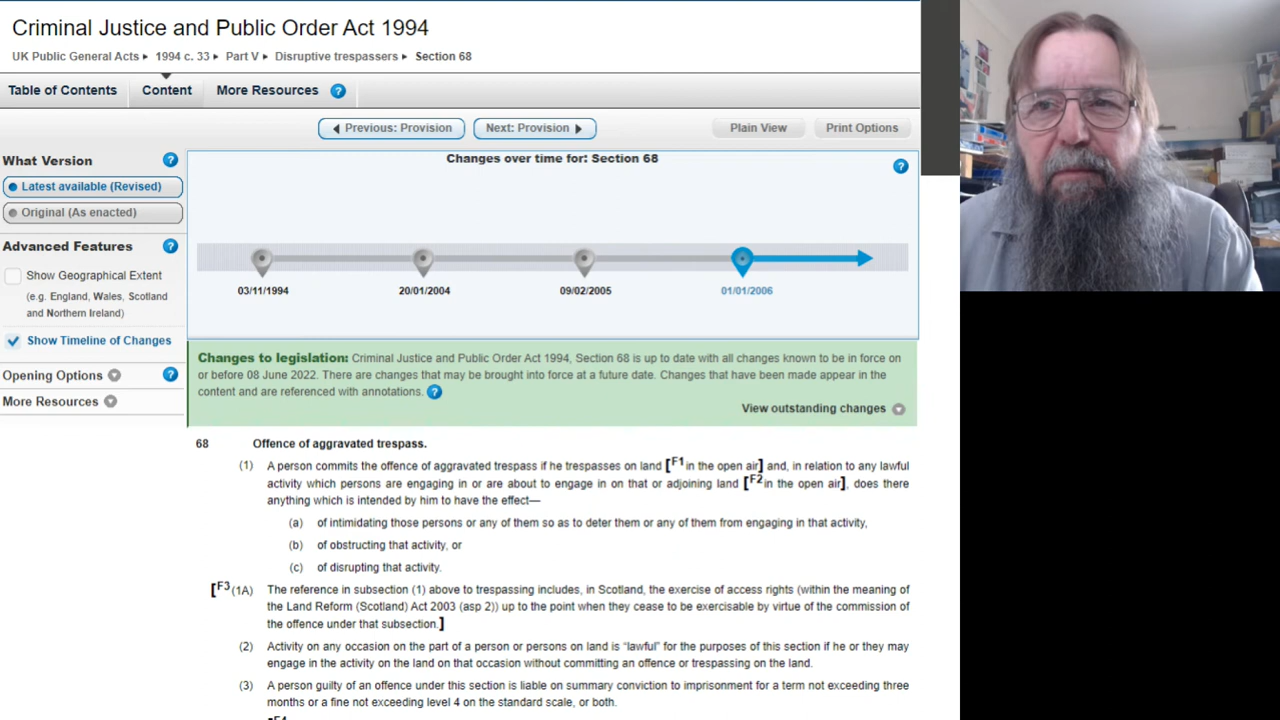 Criminal Justice and Public Order Act 1994
UK Public General Acts ▸ 1994 c. 33 ▸ Part V ▸ Disruptive trespassers ▸ Section 68
Table of Contents Content More Resources ?
Previous: Provision Next: Provision Plain View Print Options
What Version ?
Latest available (Revised)
Original (As enacted)
Advanced Features ?
Show Geographical Extent
(e.g. England, Wales, Scotland
and Northern Ireland)
Show Timeline of Changes
Opening Options ?
More Resources
Changes over time for: Section 68 ?
03/11/1994 20/01/2004 09/02/2005 01/01/2006
Changes to legislation: Criminal Justice and Public Order Act 1994, Section 68 is up to date with all changes known to be in force on
or before 08 June 2022. There are changes that may be brought into force at a future date. Changes that have been made appear in the
content and are referenced with annotations. ?
View outstanding changes
68 Offence of aggravated trespass.
(1) A person commits the offence of aggravated trespass if he trespasses on land [F1 in the open air] and, in relation to any lawful
activity which persons are engaging in or are about to engage in on that or adjoining land [F2 in the open air], does there
anything which is intended by him to have the effect—
(a) of intimidating those persons or any of them so as to deter them or any of them from engaging in that activity,
(b) of obstructing that activity, or
(c) of disrupting that activity.
[F3(1A) The reference in subsection (1) above to trespassing includes, in Scotland, the exercise of access rights (within the meaning of
the Land Reform (Scotland) Act 2003 (asp 2)) up to the point when they cease to be exercisable by virtue of the commission of
the offence under that subsection.]
(2) Activity on any occasion on the part of a person or persons on land is “lawful” for the purposes of this section if he or they may
engage in the activity on the land on that occasion without committing an offence or trespassing on the land.
(3) A person guilty of an offence under this section is liable on summary conviction to imprisonment for a term not exceeding three
months or a fine not exceeding level 4 on the standard scale, or both.